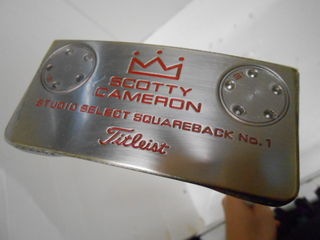 SCOTTY
CAMERON
STUDIO SELECT SQUAREBACK No. 1
Titleist